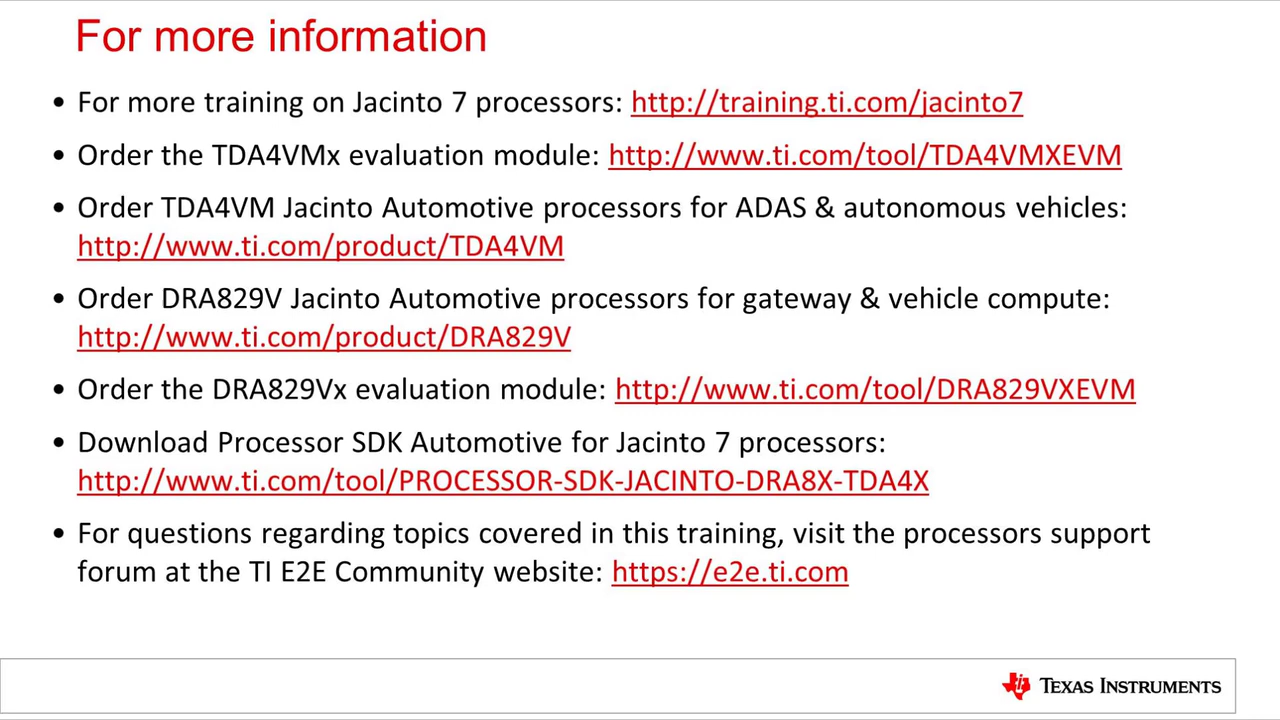 For more information
• For more training on Jacinto 7 processors: http://training.ti.com/jacinto7
• Order the TDA4VMx evaluation module: http://www.ti.com/tool/TDA4VMXEVM
• Order TDA4VM Jacinto Automotive processors for ADAS & autonomous vehicles:
http://www.ti.com/product/TDA4VM
• Order DRA829V Jacinto Automotive processors for gateway & vehicle compute:
http://www.ti.com/product/DRA829V
• Order the DRA829Vx evaluation module: http://www.ti.com/tool/DRA829VXEVM
• Download Processor SDK Automotive for Jacinto 7 processors:
http://www.ti.com/tool/PROCESSOR-SDK-JACINTO-DRA8X-TDA4X
• For questions regarding topics covered in this training, visit the processors support
forum at the TI E2E Community website: https://e2e.ti.com
TEXAS INSTRUMENTS